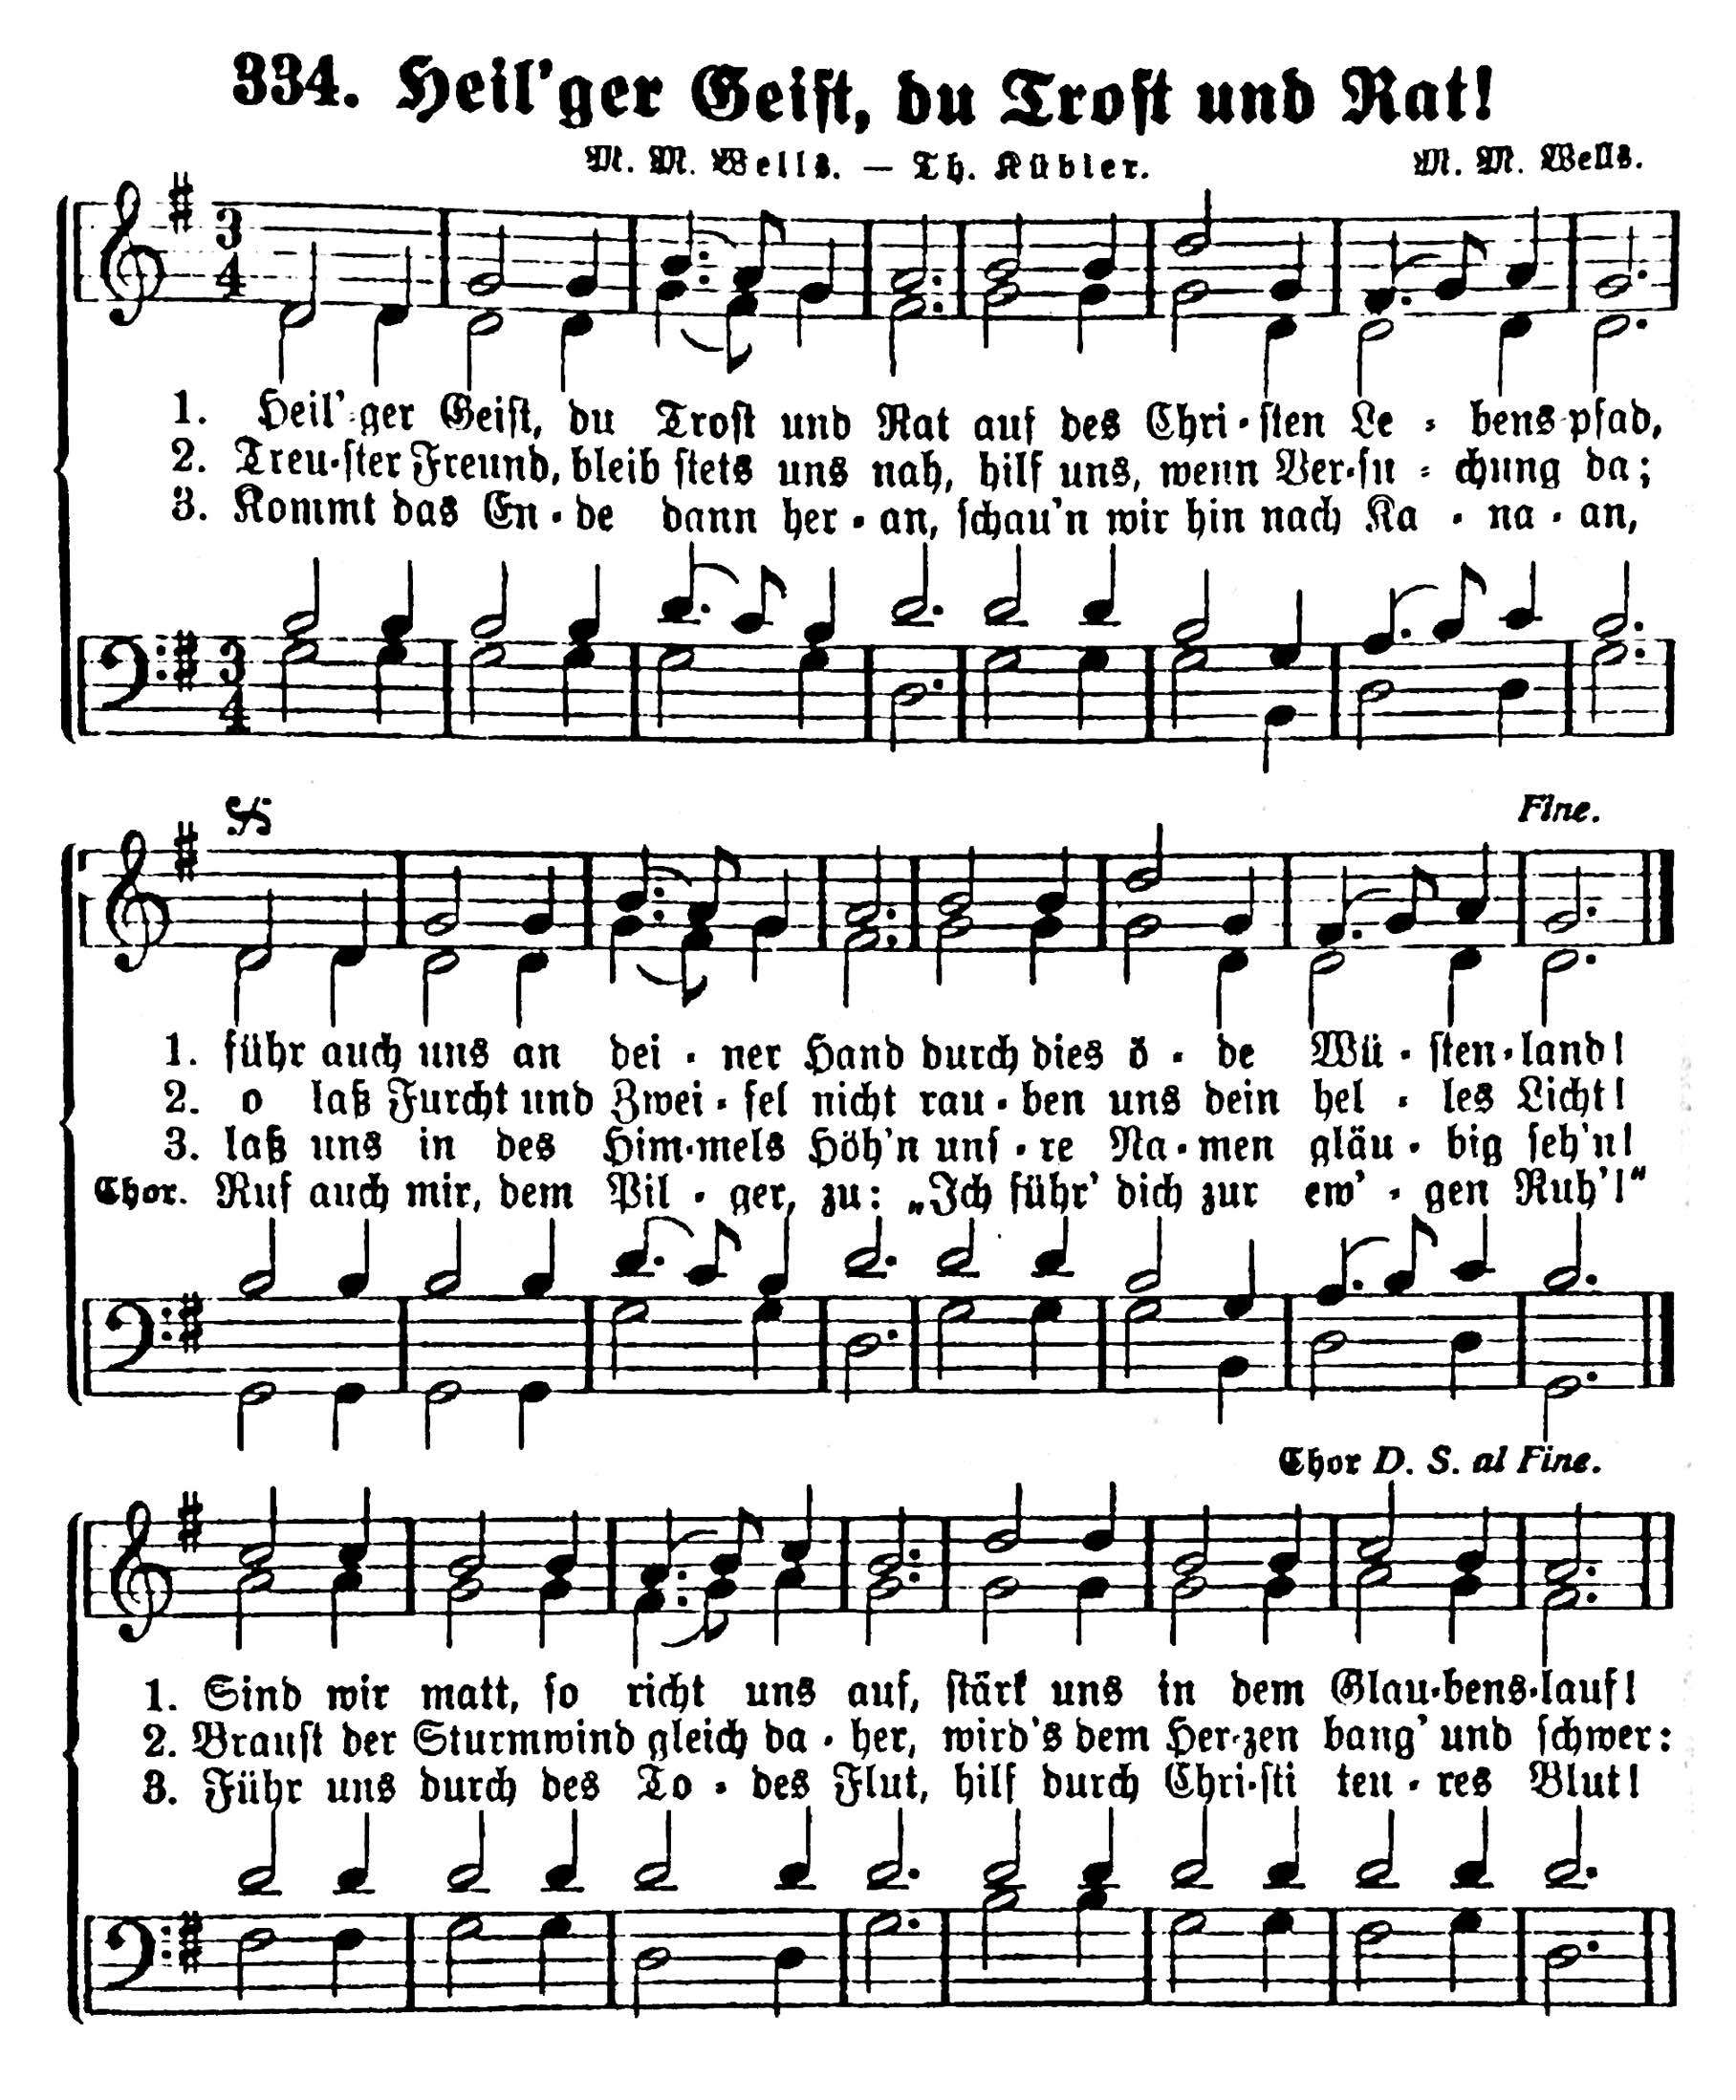 334. Heil'ger Geist, du Trost und Rat!
M. M. Wells. — Th. Kübler. M. M. Wells.
3 4
1. Heil'-ger Geist, du Trost und Rat auf des Chri-sten Le-bens-pfad,
2. Treu-ster Freund, bleib stets uns nah, hilf uns, wenn Ver-su-chung da;
3. Kommt das En-de dann her-an, schau'n wir hin nach Ka-na-an,
3 4
Fine.
1. führ auch uns an dei-ner Hand durch dies ö-de Wü-sten-land!
2. o laß Furcht und Zwei-fel nicht rau-ben uns dein hel-les Licht!
3. laß uns in des Him-mels Höh'n uns-re Na-men gläu-big seh'n!
Chor. Ruf auch mir, dem Pil-ger, zu: „Ich führ' dich zur ew'-gen Ruh'!“
Chor D. S. al Fine.
1. Sind wir matt, so richt uns auf, stärk uns in dem Glau-bens-lauf!
2. Braust der Sturmwind gleich da-her, wird's dem Her-zen bang' und schwer:
3. Führ uns durch des To-des Flut, hilf durch Chri-sti teu-res Blut!